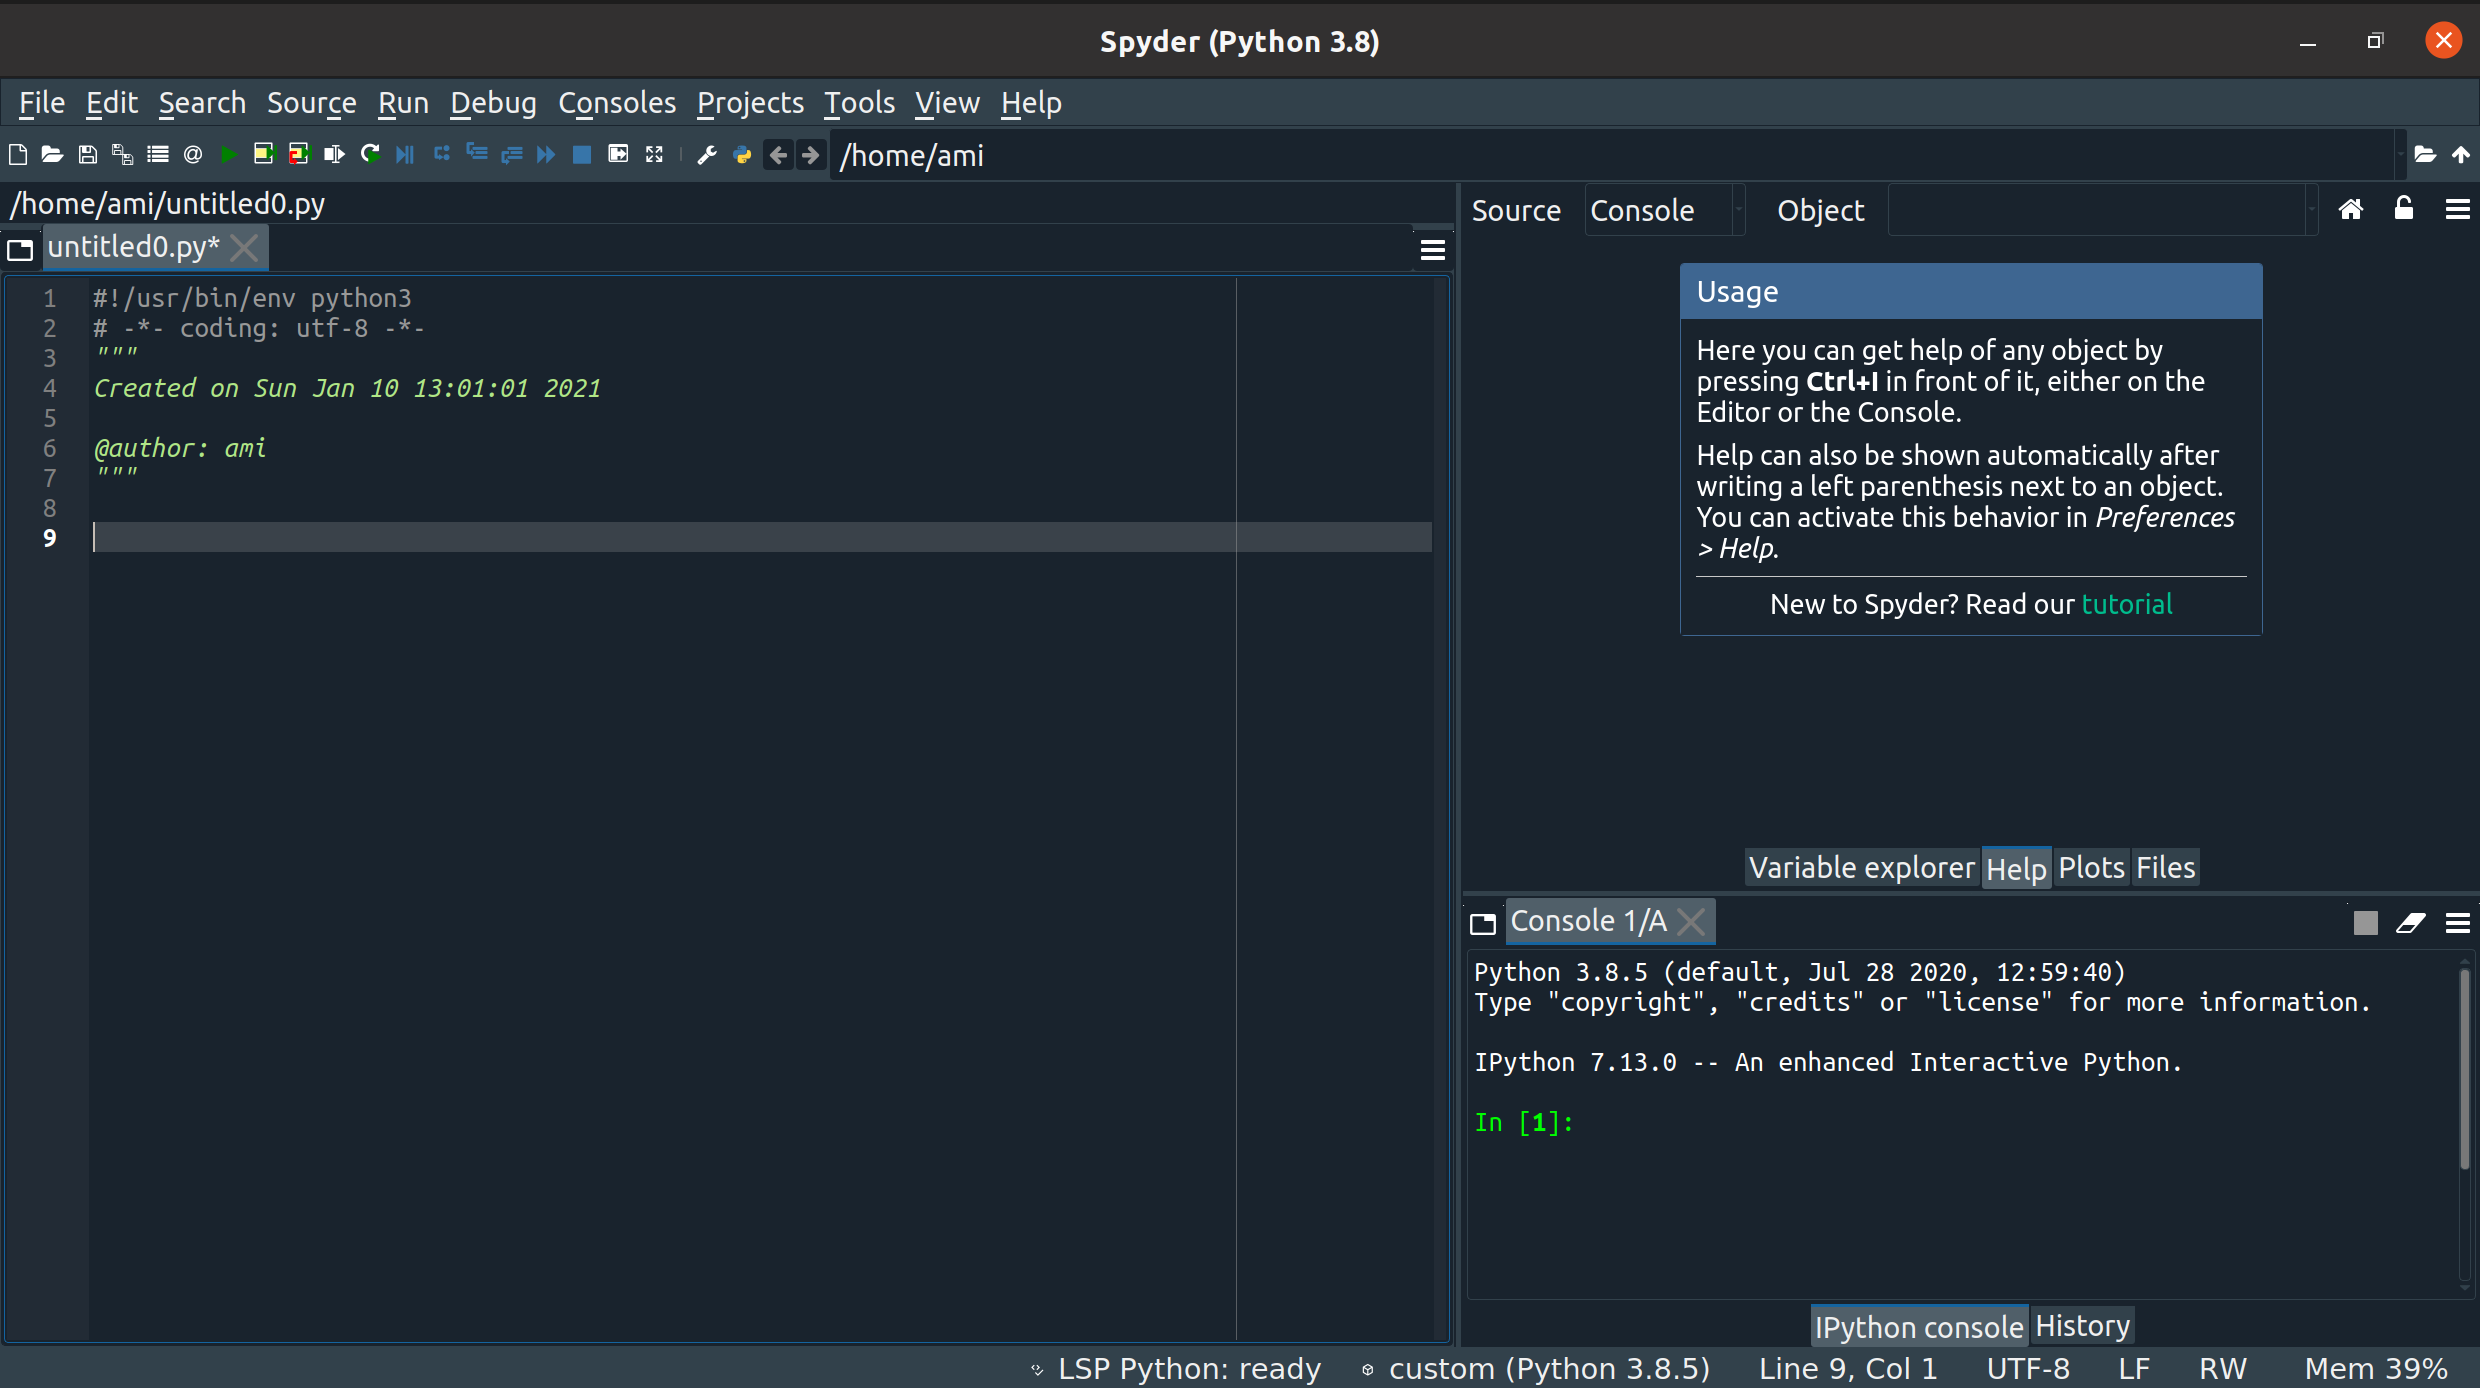 Spyder (Python 3.8)
File Edit Search Source Run Debug Consoles Projects Tools View Help
/home/ami
/home/ami/untitled0.py
untitled0.py*
1 #!/usr/bin/env python3
2 # -*- coding: utf-8 -*-
3 """
4 Created on Sun Jan 10 13:01:01 2021
5
6 @author: ami
7 """
8
9
Source Console Object
Usage
Here you can get help of any object by
pressing Ctrl+I in front of it, either on the
Editor or the Console.
Help can also be shown automatically after
writing a left parenthesis next to an object.
You can activate this behavior in Preferences
> Help.
New to Spyder? Read our tutorial
Variable explorer Help Plots Files
Console 1/A
Python 3.8.5 (default, Jul 28 2020, 12:59:40)
Type "copyright", "credits" or "license" for more information.
IPython 7.13.0 -- An enhanced Interactive Python.
In [1]:
IPython console History
LSP Python: ready custom (Python 3.8.5) Line 9, Col 1 UTF-8 LF RW Mem 39%